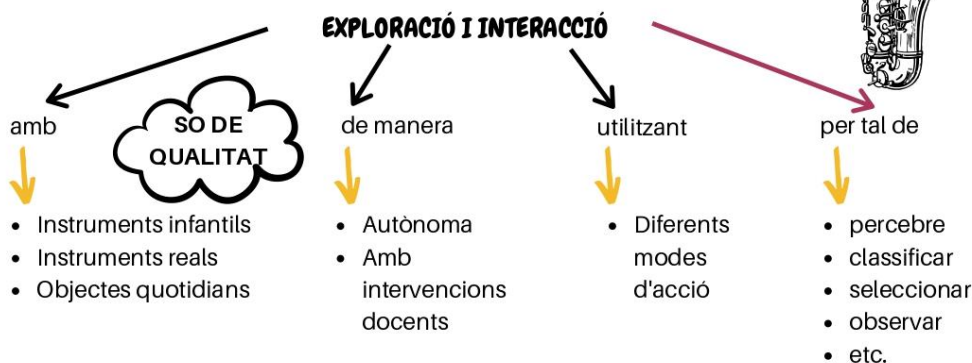 EXPLORACIÓ I INTERACCIÓ
amb
SO DE
QUALITAT
• Instruments infantils
• Instruments reals
• Objectes quotidians
de manera
• Autònoma
• Amb
intervencions
docents
utilitzant
• Diferents
modes
d'acció
per tal de
• percebre
• classificar
• seleccionar
• observar
• etc.